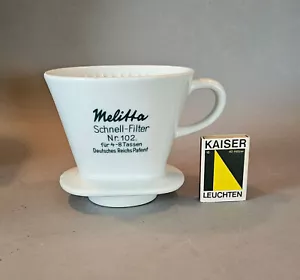 Melitta
Schnell-Filter
Nr. 102.
für 4-8 Tassen
Deutsches Reichs Patent
KAISER
LEUCHTEN